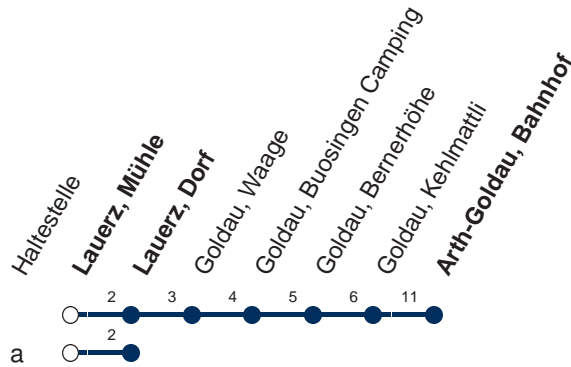 Haltestelle
Lauerz, Mühle
Lauerz, Dorf
Goldau, Waage
Goldau, Buosingen Camping
Goldau, Bernerhöhe
Goldau, Kehlmattli
Arth-Goldau, Bahnhof
2 3 4 5 6 11
2
a